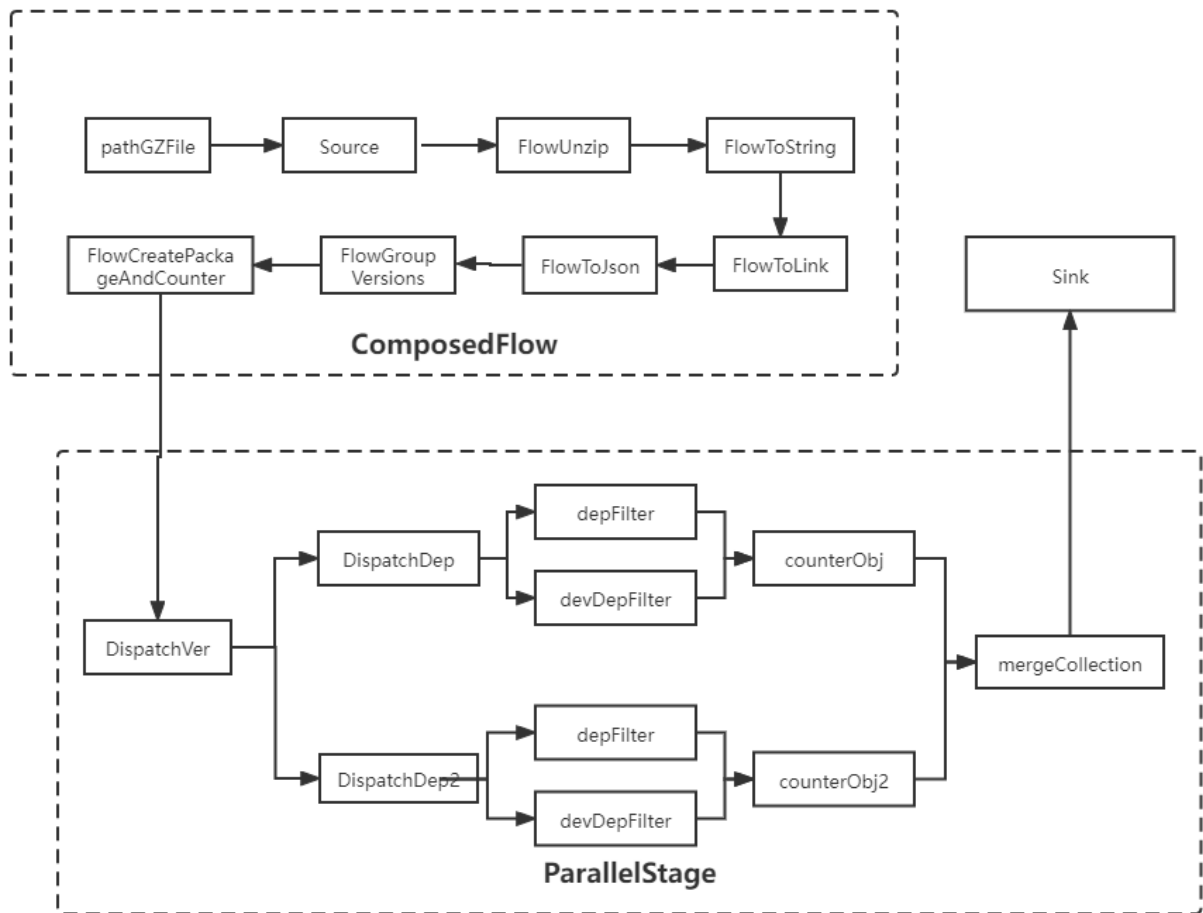 pathGZFile
Source
FlowUnzip
FlowToString
FlowCreatePacka
geAndCounter
FlowGroup
Versions
FlowToJson
FlowToLink
Sink
ComposedFlow
depFilter
DispatchDep
counterObj
devDepFilter
DispatchVer
mergeCollection
depFilter
DispatchDep2
counterObj2
devDepFilter
ParallelStage